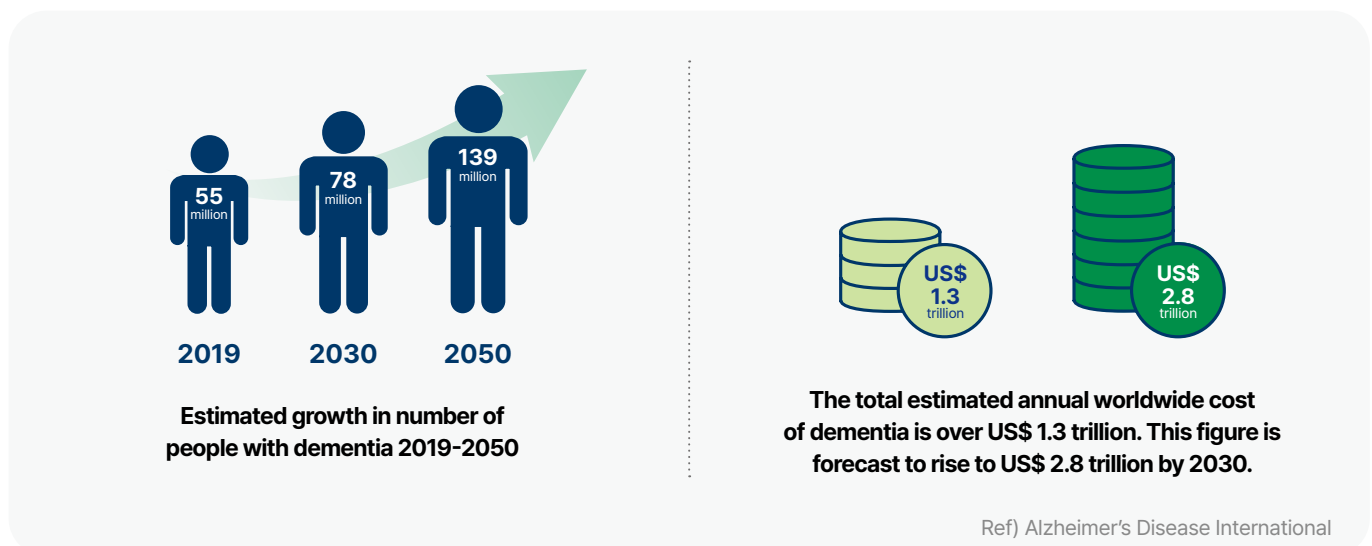 55
million
78
million
139
million
2019
2030
2050
Estimated growth in number of
people with dementia 2019-2050
US$
1.3
trillion
US$
2.8
trillion
The total estimated annual worldwide cost
of dementia is over US$ 1.3 trillion. This figure is
forecast to rise to US$ 2.8 trillion by 2030.
Ref) Alzheimer’s Disease International